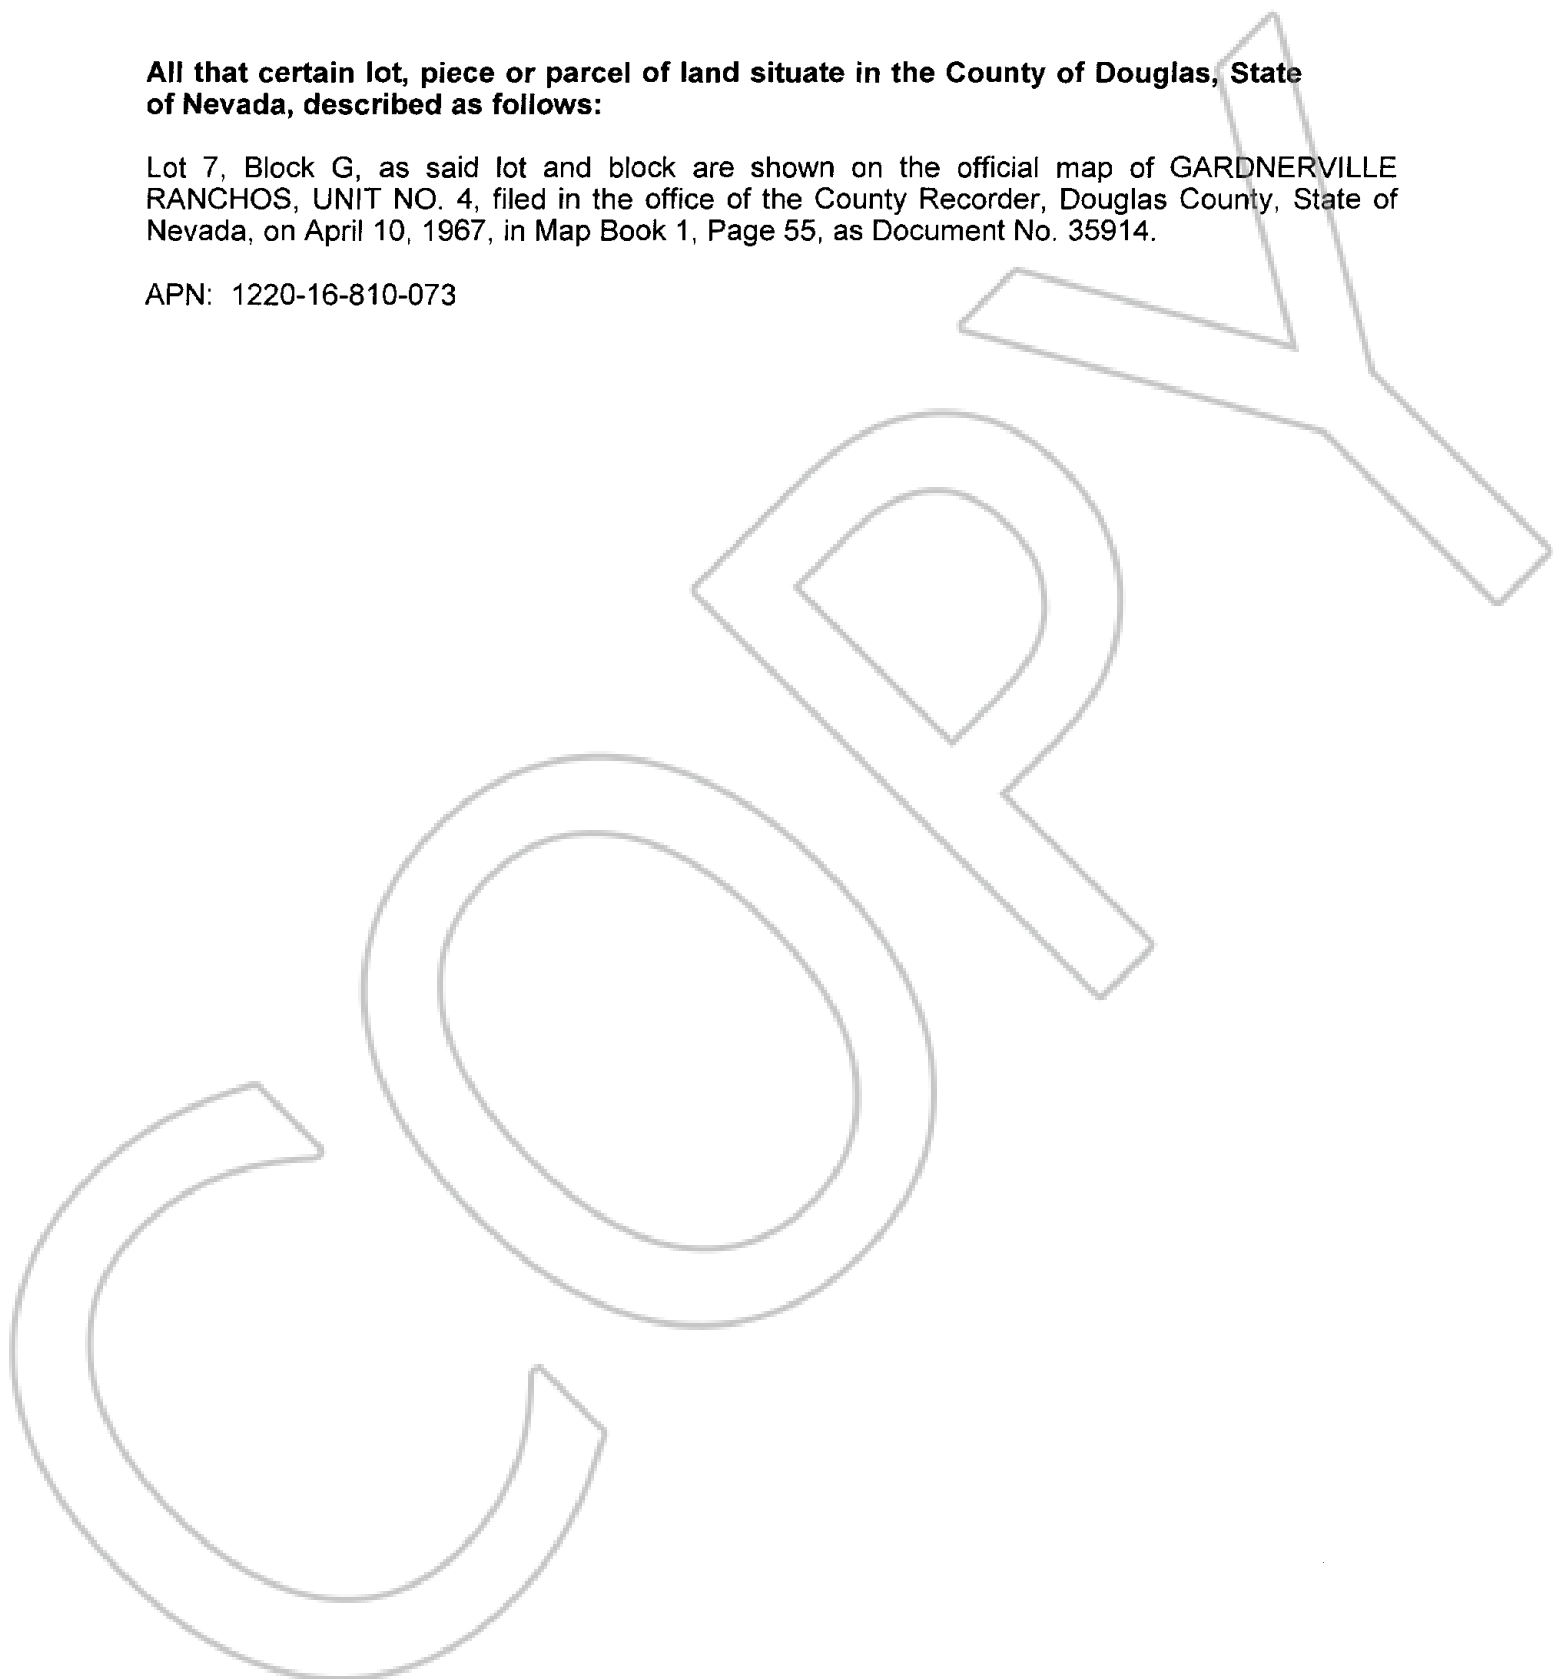 All that certain lot, piece or parcel of land situate in the County of Douglas, State
of Nevada, described as follows:
Lot 7, Block G, as said lot and block are shown on the official map of GARDNERVILLE
RANCHOS, UNIT NO. 4, filed in the office of the County Recorder, Douglas County, State of
Nevada, on April 10, 1967, in Map Book 1, Page 55, as Document No. 35914.
APN: 1220-16-810-073
COPY